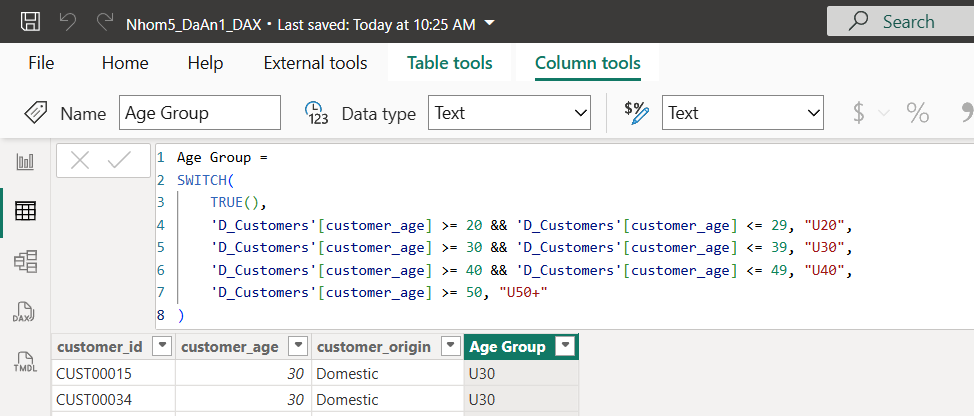 Nhom5_DaAn1_DAX • Last saved: Today at 10:25 AM
Search
File Home Help External tools Table tools Column tools
Name Age Group 123 Data type Text $% Text $ % ,
1 Age Group =
2 SWITCH(
3 TRUE(),
4 'D_Customers'[customer_age] >= 20 && 'D_Customers'[customer_age] <= 29, "U20",
5 'D_Customers'[customer_age] >= 30 && 'D_Customers'[customer_age] <= 39, "U30",
6 'D_Customers'[customer_age] >= 40 && 'D_Customers'[customer_age] <= 49, "U40",
7 'D_Customers'[customer_age] >= 50, "U50+"
8 )
DAX
TMDL
customer_id customer_age customer_origin Age Group
CUST00015 30 Domestic U30
CUST00034 30 Domestic U30